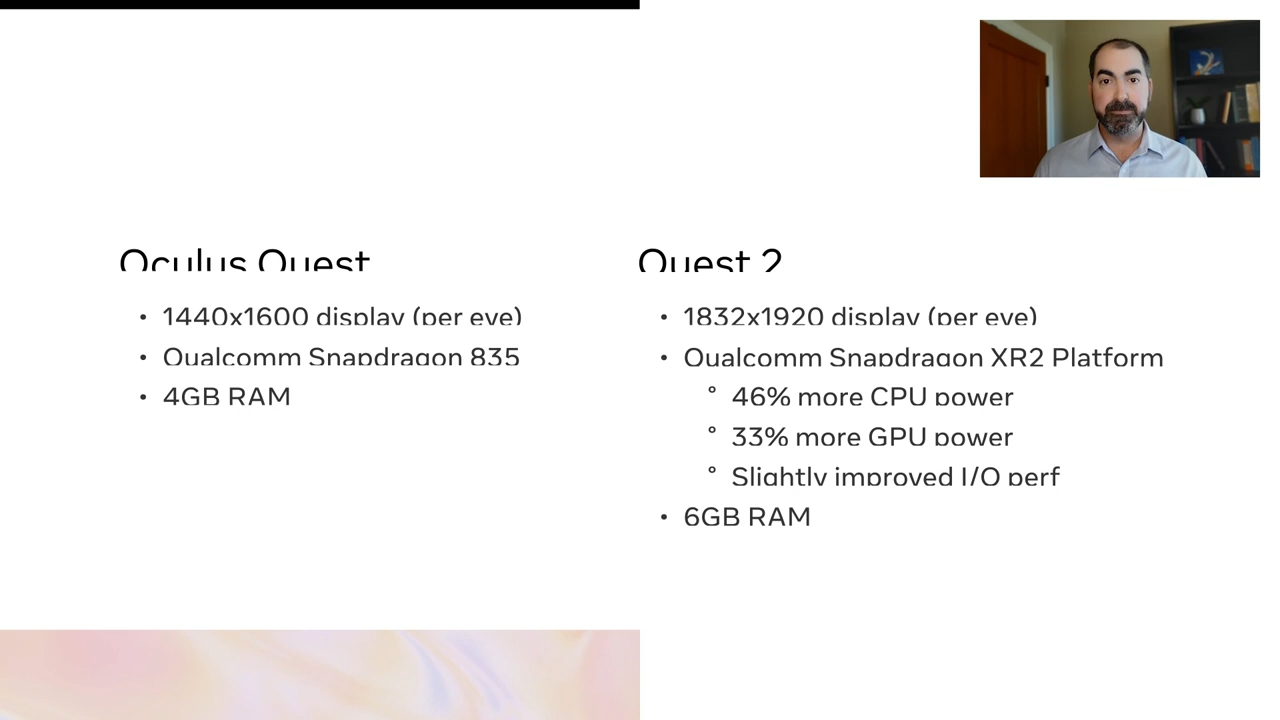 Oculus Quest
• 1440x1600 display (per eye)
• Qualcomm Snapdragon 835
• 4GB RAM
Quest 2
• 1832x1920 display (per eye)
• Qualcomm Snapdragon XR2 Platform
° 46% more CPU power
° 33% more GPU power
° Slightly improved I/O perf
• 6GB RAM